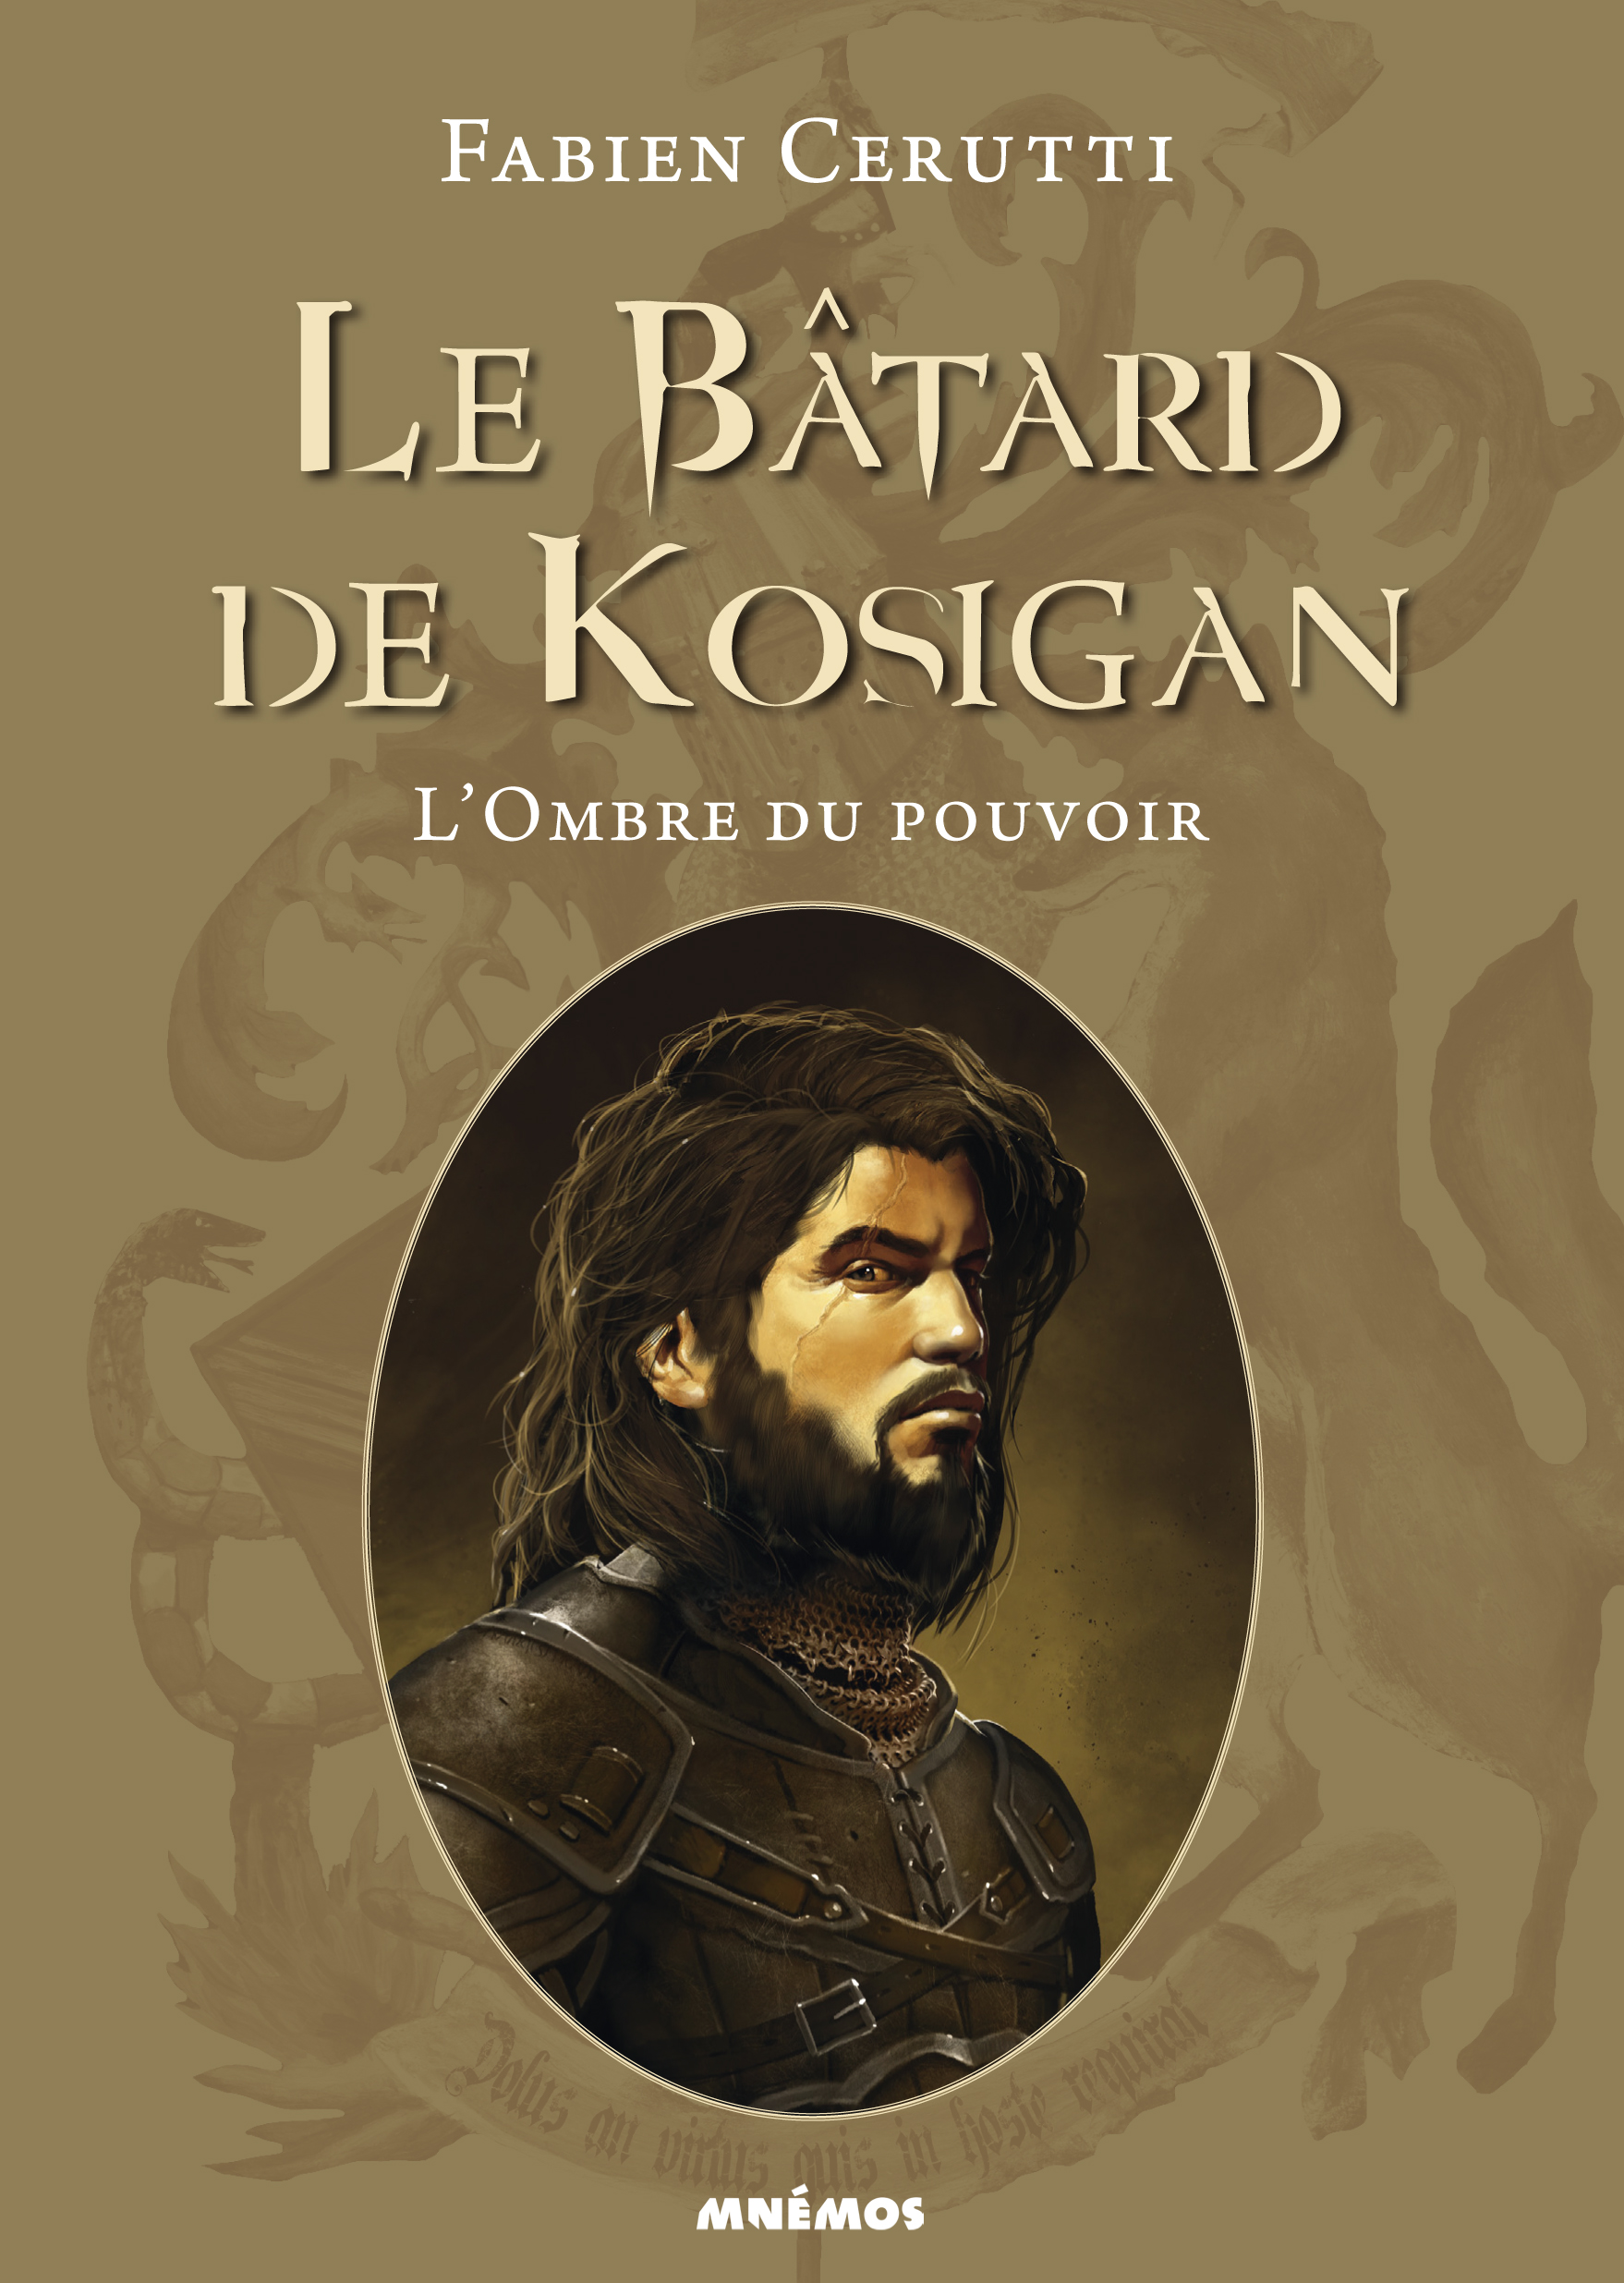 Fabien Cerutti
Le Bâtard
de Kosigan
L’Ombre du pouvoir
Dolus an virtus quis in hoste requirat
MNÉMOS